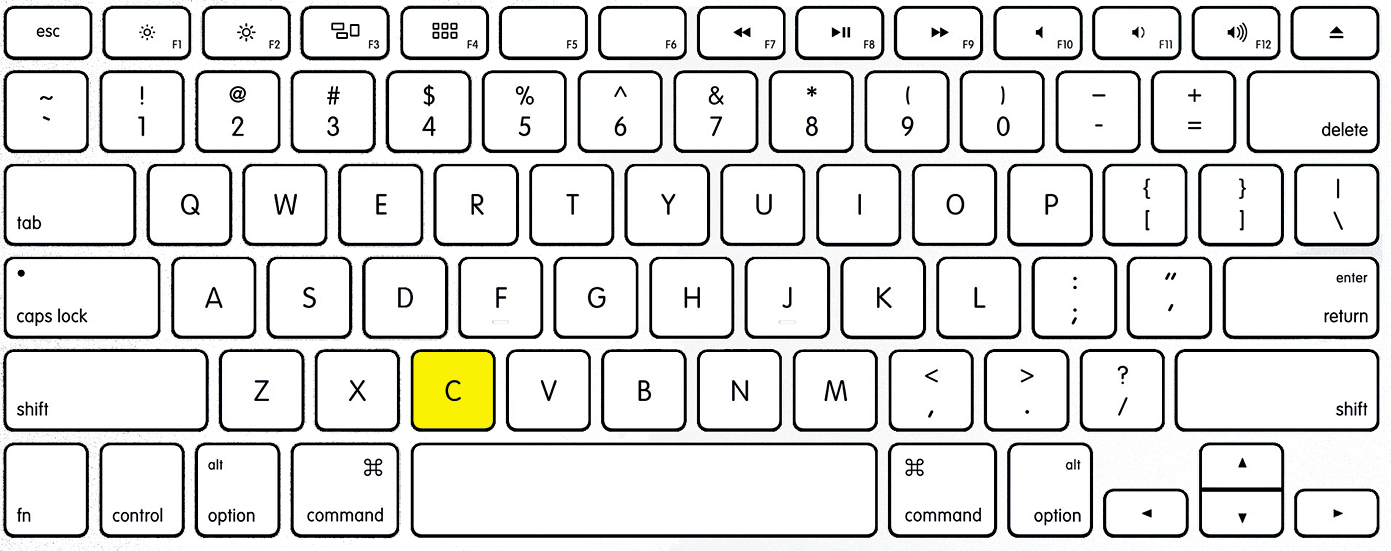 esc F1 F2 F3 F4 F5 F6 F7 F8 F9 F10 F11 F12
~ ! @ # $ % ^ & * ( ) – +
` 1 2 3 4 5 6 7 8 9 0 - = delete
Q W E R T Y U I O P { } |
tab [ ] \
A S D F G H J K L : " enter
caps lock ; ' return
Z X C V B N M < > ?
shift , . / shift
alt ⌘ ⌘ alt
fn control option command command option